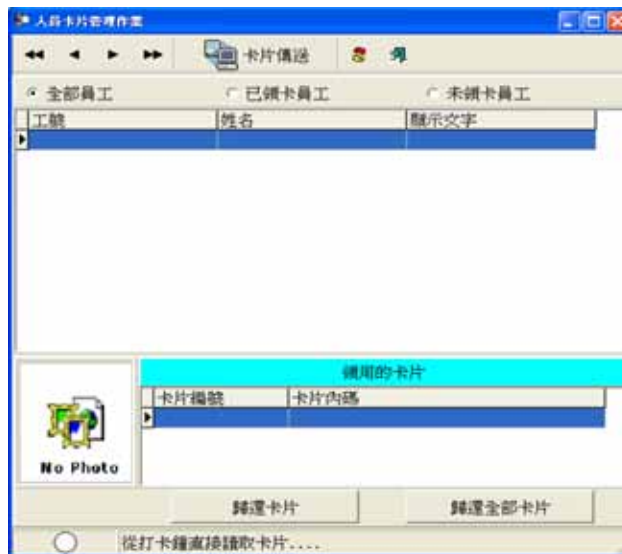 人員卡片管理作業
卡片傳送
全部員工 已領卡員工 未領卡員工
工號 姓名 顯示文字
領用的卡片
卡片編號 卡片內碼
No Photo
歸還卡片 歸還全部卡片
從打卡鐘直接讀取卡片....